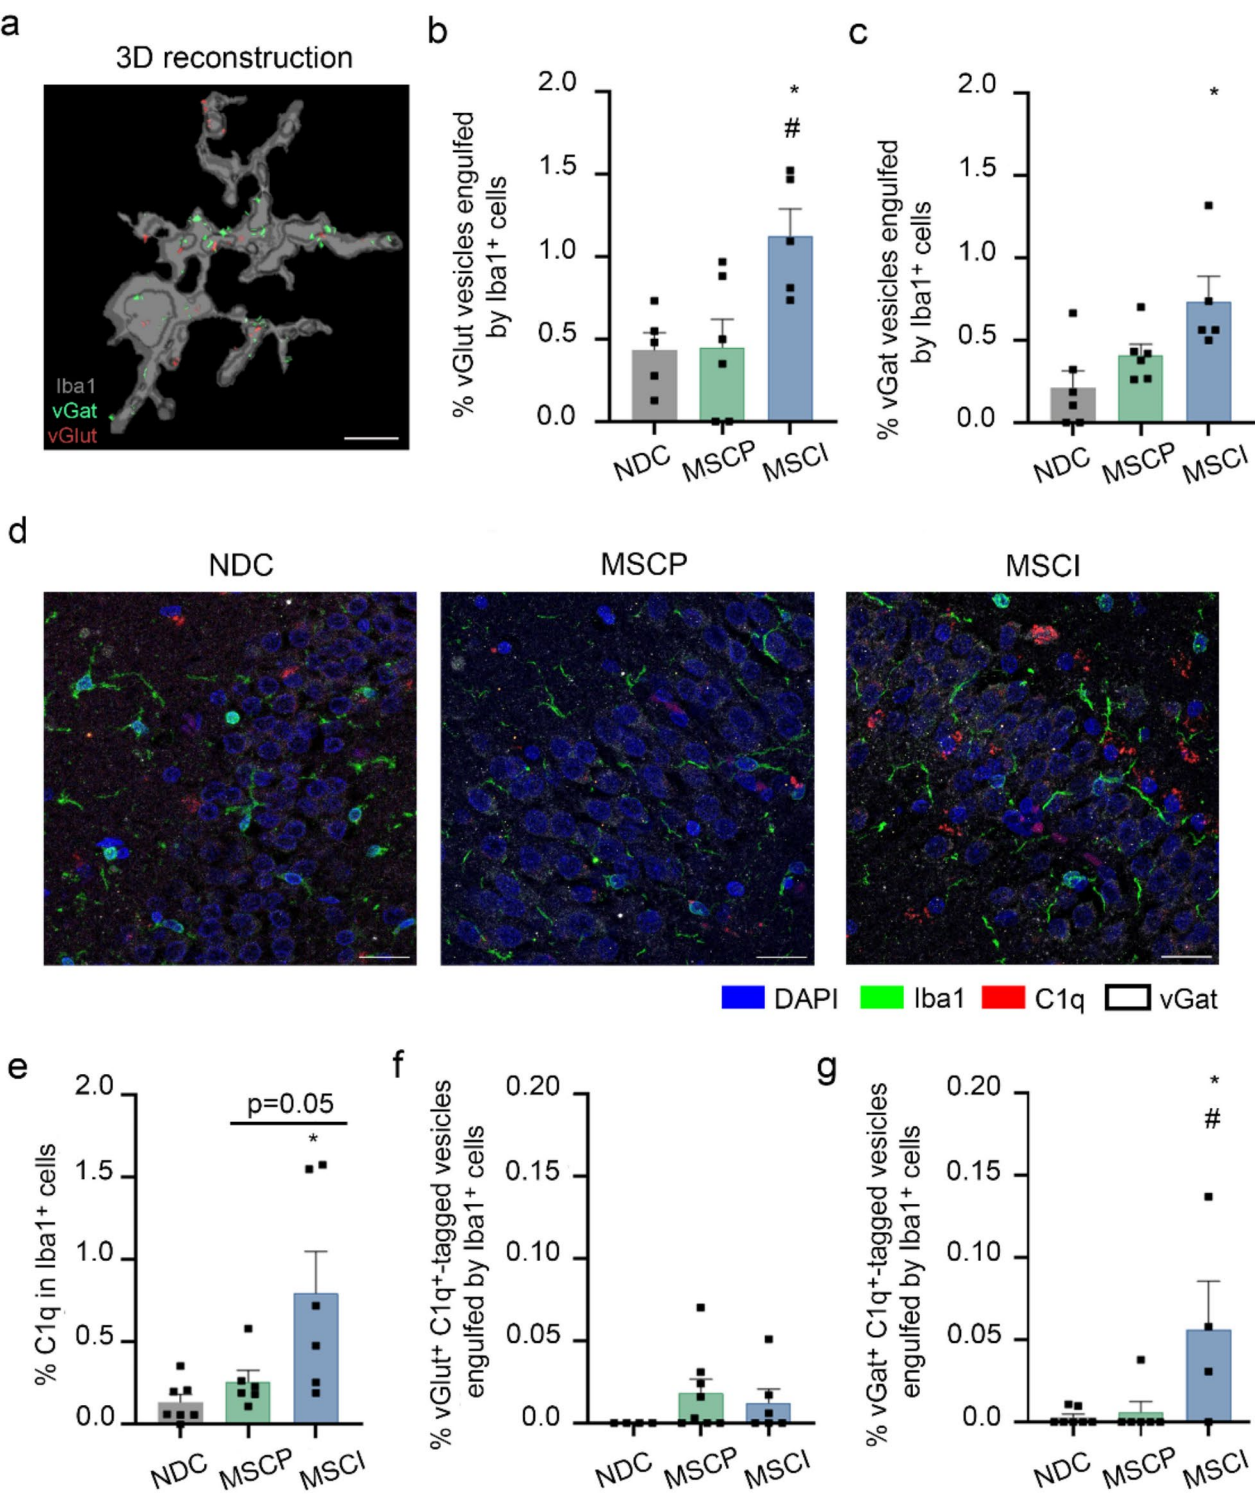 a
3D reconstruction
Iba1
vGat
vGlut
b
% vGlut vesicles engulfed
by Iba1+ cells
2.0
1.5
1.0
0.5
0.0
*
#
NDC
MSCP
MSCI
c
% vGat vesicles engulfed
by Iba1+ cells
2.0
1.5
1.0
0.5
0.0
*
NDC
MSCP
MSCI
d
NDC
MSCP
MSCI
DAPI
Iba1
C1q
vGat
e
% C1q in Iba1+ cells
2.0
1.5
1.0
0.5
0.0
p=0.05
*
NDC
MSCP
MSCI
f
% vGlut+ C1q+-tagged vesicles
engulfed by Iba1+ cells
0.20
0.15
0.10
0.05
0.0
NDC
MSCP
MSCI
g
% vGat+ C1q+-tagged vesicles
engulfed by Iba1+ cells
0.20
0.15
0.10
0.05
0.0
*
#
NDC
MSCP
MSCI